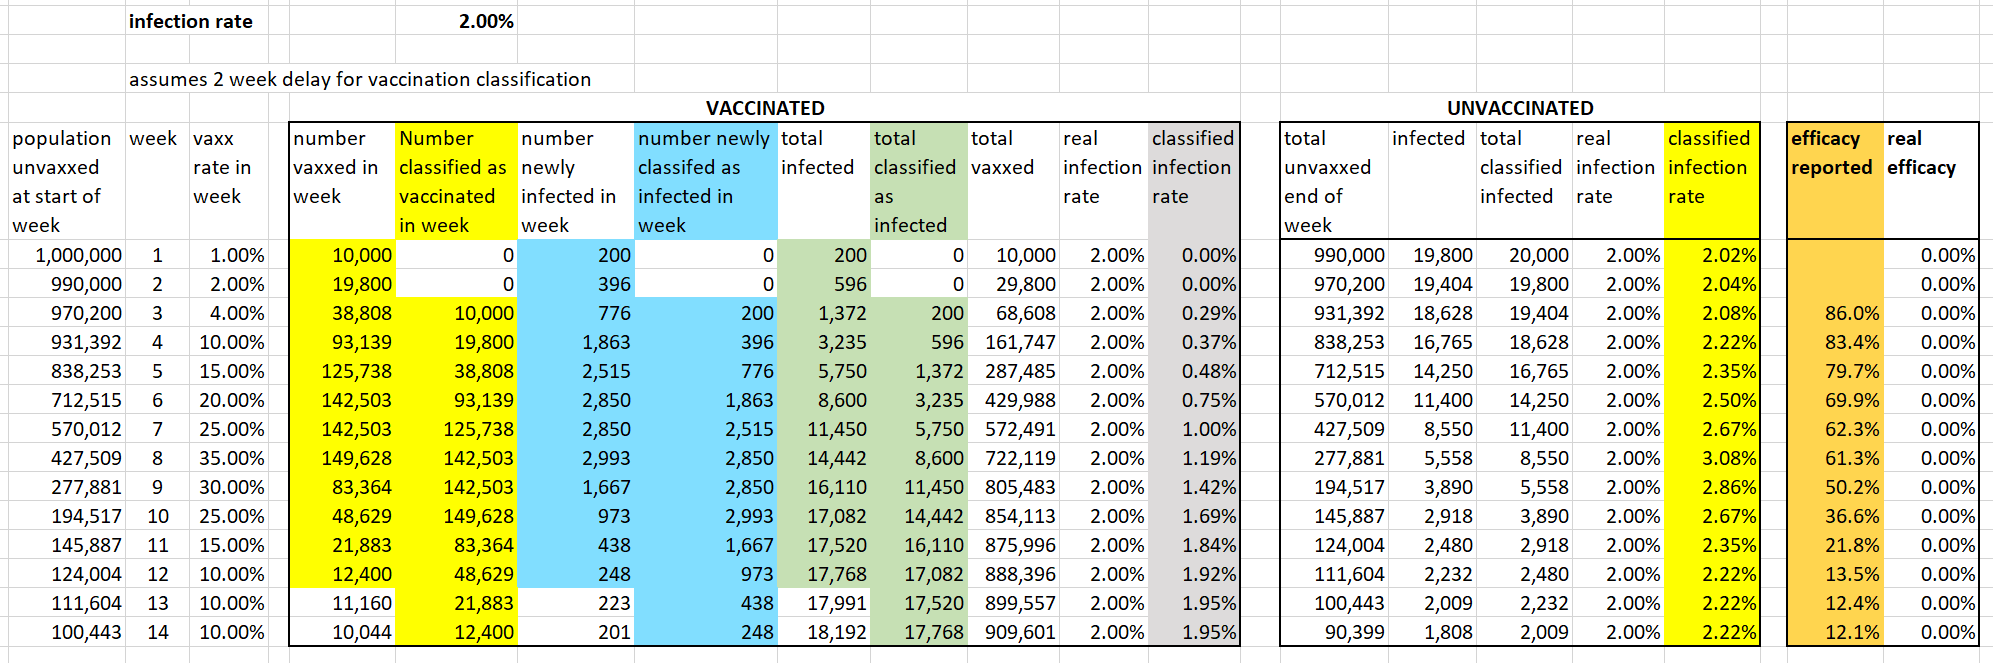 infection rate 2.00%
assumes 2 week delay for vaccination classification
VACCINATED UNVACCINATED
population week vaxx number Number number number newly total total total real classified total infected total real classified efficacy real
unvaxxed rate in vaxxed in classified as newly classifed as infected classified vaxxed infection infection unvaxxed classified infection infection reported efficacy
at start of week week vaccinated infected in infected in as rate rate end of infected rate rate
week in week week week infected week
1,000,000 1 1.00% 10,000 0 200 0 200 0 10,000 2.00% 0.00% 990,000 19,800 20,000 2.00% 2.02% 0.00%
990,000 2 2.00% 19,800 0 396 0 596 0 29,800 2.00% 0.00% 970,200 19,404 19,800 2.00% 2.04% 0.00%
970,200 3 4.00% 38,808 10,000 776 200 1,372 200 68,608 2.00% 0.29% 931,392 18,628 19,404 2.00% 2.08% 86.0% 0.00%
931,392 4 10.00% 93,139 19,800 1,863 396 3,235 596 161,747 2.00% 0.37% 838,253 16,765 18,628 2.00% 2.22% 83.4% 0.00%
838,253 5 15.00% 125,738 38,808 2,515 776 5,750 1,372 287,485 2.00% 0.48% 712,515 14,250 16,765 2.00% 2.35% 79.7% 0.00%
712,515 6 20.00% 142,503 93,139 2,850 1,863 8,600 3,235 429,988 2.00% 0.75% 570,012 11,400 14,250 2.00% 2.50% 69.9% 0.00%
570,012 7 25.00% 142,503 125,738 2,850 2,515 11,450 5,750 572,491 2.00% 1.00% 427,509 8,550 11,400 2.00% 2.67% 62.3% 0.00%
427,509 8 35.00% 149,628 142,503 2,993 2,850 14,442 8,600 722,119 2.00% 1.19% 277,881 5,558 8,550 2.00% 3.08% 61.3% 0.00%
277,881 9 30.00% 83,364 142,503 1,667 2,850 16,110 11,450 805,483 2.00% 1.42% 194,517 3,890 5,558 2.00% 2.86% 50.2% 0.00%
194,517 10 25.00% 48,629 149,628 973 2,993 17,082 14,442 854,113 2.00% 1.69% 145,887 2,918 3,890 2.00% 2.67% 36.6% 0.00%
145,887 11 15.00% 21,883 83,364 438 1,667 17,520 16,110 875,996 2.00% 1.84% 124,004 2,480 2,918 2.00% 2.35% 21.8% 0.00%
124,004 12 10.00% 12,400 48,629 248 973 17,768 17,082 888,396 2.00% 1.92% 111,604 2,232 2,480 2.00% 2.22% 13.5% 0.00%
111,604 13 10.00% 11,160 21,883 223 438 17,991 17,520 899,557 2.00% 1.95% 100,443 2,009 2,232 2.00% 2.22% 12.4% 0.00%
100,443 14 10.00% 10,044 12,400 201 248 18,192 17,768 909,601 2.00% 1.95% 90,399 1,808 2,009 2.00% 2.22% 12.1% 0.00%